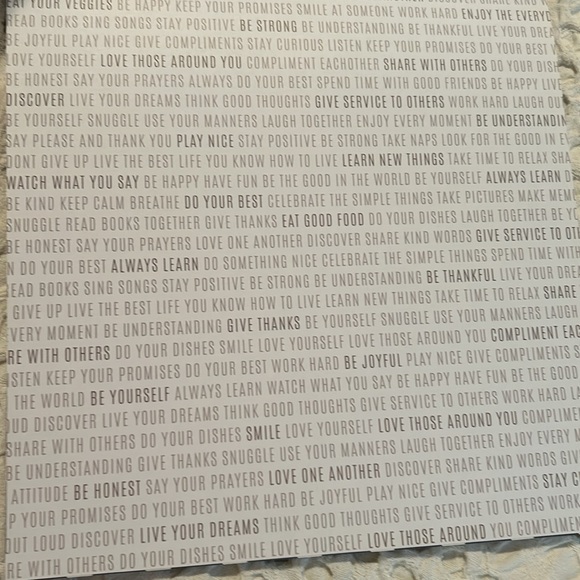 EAT YOUR VEGGIES BE HAPPY KEEP YOUR PROMISES SMILE AT SOMEONE WORK HARD ENJOY THE EVERYD
READ BOOKS SING SONGS STAY POSITIVE BE STRONG BE UNDERSTANDING BE THANKFUL LIVE YOUR DREA
BE JOYFUL PLAY NICE GIVE COMPLIMENTS STAY CURIOUS LISTEN KEEP YOUR PROMISES DO YOUR BEST
LOVE YOURSELF LOVE THOSE AROUND YOU COMPLIMENT EACHOTHER SHARE WITH OTHERS DO YOUR DISH
BE HONEST SAY YOUR PRAYERS ALWAYS DO YOUR BEST SPEND TIME WITH GOOD FRIENDS BE HAPPY LIVE
DISCOVER LIVE YOUR DREAMS THINK GOOD THOUGHTS GIVE SERVICE TO OTHERS WORK HARD LAUGH OU
BE YOURSELF SNUGGLE USE YOUR MANNERS LAUGH TOGETHER ENJOY EVERY MOMENT BE UNDERSTANDIN
SAY PLEASE AND THANK YOU PLAY NICE STAY POSITIVE BE STRONG TAKE NAPS LOOK FOR THE GOOD IN E
DONT GIVE UP LIVE THE BEST LIFE YOU KNOW HOW TO LIVE LEARN NEW THINGS TAKE TIME TO RELAX SHA
WATCH WHAT YOU SAY BE HAPPY HAVE FUN BE THE GOOD IN THE WORLD BE YOURSELF ALWAYS LEARN D
BE KIND KEEP CALM BREATHE DO YOUR BEST CELEBRATE THE SIMPLE THINGS TAKE PICTURES MAKE MEM
SNUGGLE READ BOOKS TOGETHER GIVE THANKS EAT GOOD FOOD DO YOUR DISHES LAUGH TOGETHER BE YO
BE HONEST SAY YOUR PRAYERS LOVE ONE ANOTHER DISCOVER SHARE KIND WORDS GIVE SERVICE TO OTH
N DO YOUR BEST ALWAYS LEARN DO SOMETHING NICE CELEBRATE THE SIMPLE THINGS SPEND TIME WITH
EAD BOOKS SING SONGS STAY POSITIVE BE STRONG BE UNDERSTANDING BE THANKFUL LIVE YOUR DREA
GIVE UP LIVE THE BEST LIFE YOU KNOW HOW TO LIVE LEARN NEW THINGS TAKE TIME TO RELAX SHARE
VERY MOMENT BE UNDERSTANDING GIVE THANKS BE YOURSELF SNUGGLE USE YOUR MANNERS LAUGH
RE WITH OTHERS DO YOUR DISHES SMILE LOVE YOURSELF LOVE THOSE AROUND YOU COMPLIMENT EAC
STEN KEEP YOUR PROMISES DO YOUR BEST WORK HARD BE JOYFUL PLAY NICE GIVE COMPLIMENTS S
THE WORLD BE YOURSELF ALWAYS LEARN WATCH WHAT YOU SAY BE HAPPY HAVE FUN BE THE GOOD
UD DISCOVER LIVE YOUR DREAMS THINK GOOD THOUGHTS GIVE SERVICE TO OTHERS WORK HARD LA
SHARE WITH OTHERS DO YOUR DISHES SMILE LOVE YOURSELF LOVE THOSE AROUND YOU COMPLIME
BE UNDERSTANDING GIVE THANKS SNUGGLE USE YOUR MANNERS LAUGH TOGETHER ENJOY EVERY M
ATTITUDE BE HONEST SAY YOUR PRAYERS LOVE ONE ANOTHER DISCOVER SHARE KIND WORDS GIV
P YOUR PROMISES DO YOUR BEST WORK HARD BE JOYFUL PLAY NICE GIVE COMPLIMENTS STAY C
OUT LOUD DISCOVER LIVE YOUR DREAMS THINK GOOD THOUGHTS GIVE SERVICE TO OTHERS WORK
RE WITH OTHERS DO YOUR DISHES SMILE LOVE YOURSELF LOVE THOSE AROUND YOU COMPLIMEN